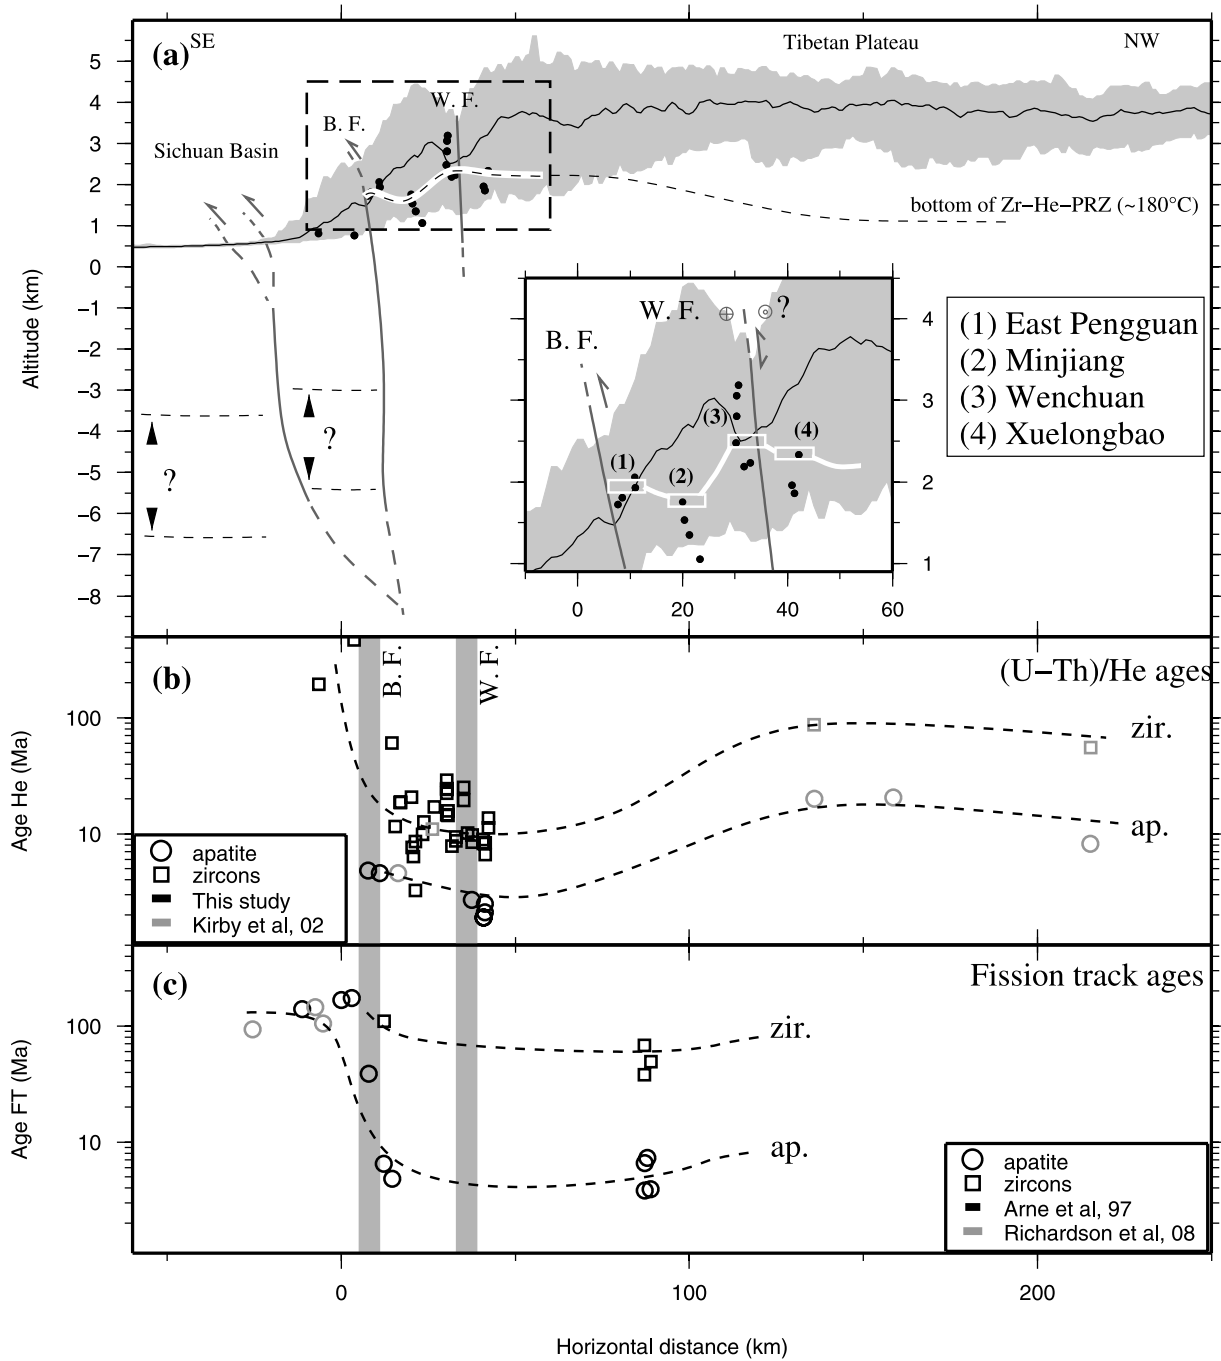 (a)
SE
Tibetan Plateau
NW
5
4
3
2
1
0
−1
−2
−3
−4
−5
−6
−7
−8
Altitude (km)
W. F.
B. F.
Sichuan Basin
bottom of Zr−He−PRZ (~180°C)
?
?
W. F.
?
B. F.
(1)
(2)
(3)
(4)
4
3
2
1
0
20
40
60
(1) East Pengguan
(2) Minjiang
(3) Wenchuan
(4) Xuelongbao
(b)
B. F.
W. F.
(U−Th)/He ages
100
10
Age He (Ma)
zir.
ap.
apatite
zircons
This study
Kirby et al, 02
(c)
Fission track ages
100
10
Age FT (Ma)
zir.
ap.
apatite
zircons
Arne et al, 97
Richardson et al, 08
0
100
200
Horizontal distance (km)